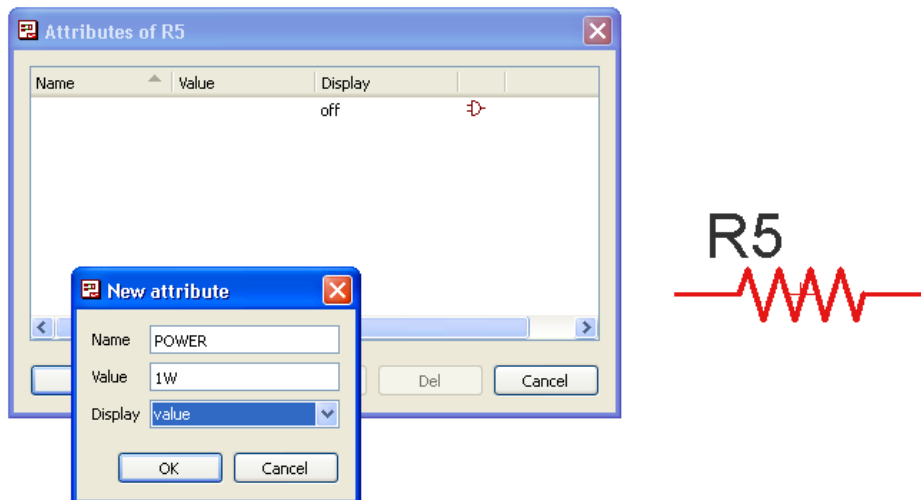 Attributes of R5
Name Value Display
off
R5
New attribute
Name POWER
Value 1W
Display value
Del Cancel
OK Cancel